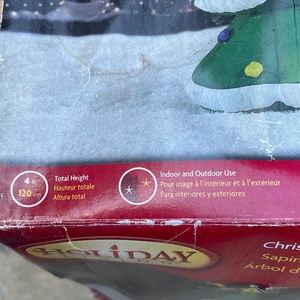 4 ft
120 cm
Total Height
Hauteur totale
Altura total
Indoor and Outdoor Use
Pour usage à l'intérieur et à l'extérieur
Para interiores y exteriores
HOLIDAY
Chris
Sapin
Árbol d